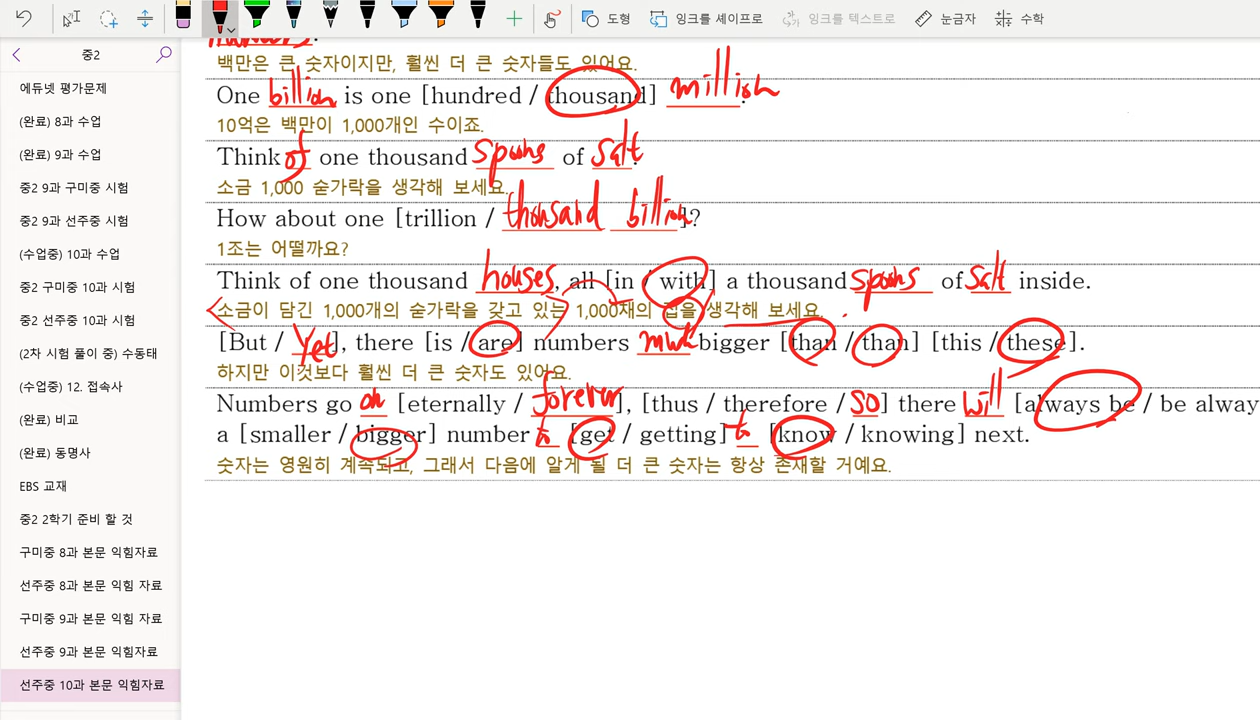 도형
잉크를 셰이프로
잉크를 텍스트로
눈금자
수학
중2
에듀넷 평가문제
(완료) 8과 수업
(완료) 9과 수업
중2 9과 구미중 시험
중2 9과 선주중 시험
(수업중) 10과 수업
중2 구미중 10과 시험
중2 선주중 10과 시험
(2차 시험 풀이 중) 수동태
(수업중) 12. 접속사
(완료) 비교
(완료) 동명사
EBS 교재
중2 2학기 준비 할 것
구미중 8과 본문 익힘자료
선주중 8과 본문 익힘 자료
구미중 9과 본문 익힘 자료
선주중 9과 본문 익힘자료
선주중 10과 본문 익힘자료
numbers.
백만은 큰 숫자이지만, 훨씬 더 큰 숫자들도 있어요.
One billion is one [hundred / thousand] million.
10억은 백만이 1,000개인 수이죠.
Think of one thousand spoons of salt.
소금 1,000 숟가락을 생각해 보세요.
How about one [trillion / thousand billion]?
1조는 어떨까요?
Think of one thousand houses, all [in / with] a thousand spoons of salt inside.
소금이 담긴 1,000개의 숟가락을 갖고 있는 1,000채의 집을 생각해 보세요.
[But / Yet], there [is / are] numbers much bigger [than / than] [this / these].
하지만 이것보다 훨씬 더 큰 숫자도 있어요.
Numbers go on [eternally / forever], [thus / therefore / so] there will [always be / be alway
a [smaller / bigger] number to [get / getting] to [know / knowing] next.
숫자는 영원히 계속되고, 그래서 다음에 알게 될 더 큰 숫자는 항상 존재할 거예요.